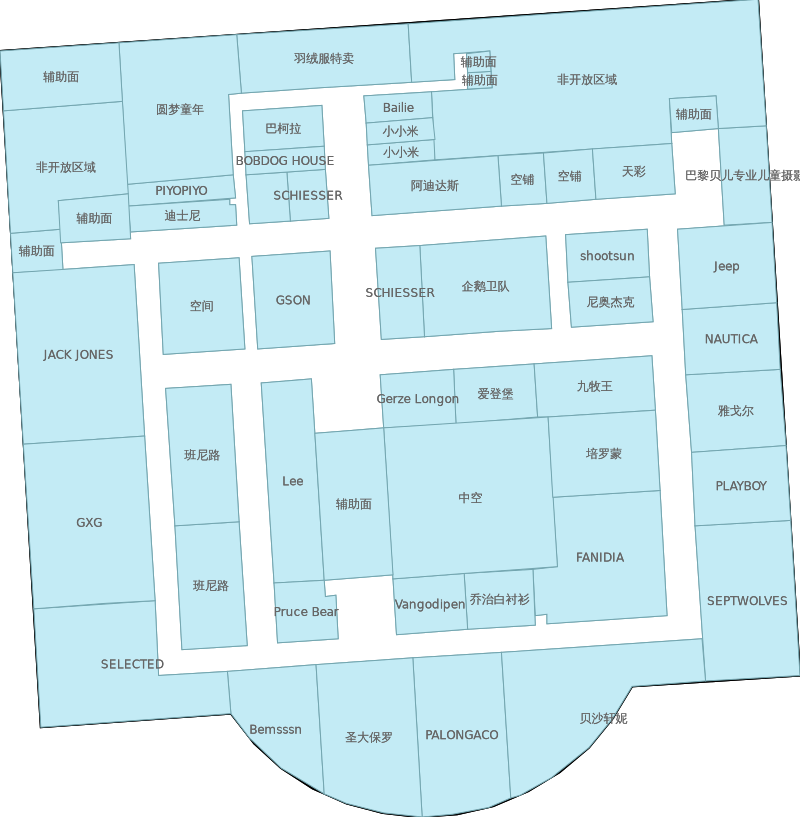 羽绒服特卖
辅助面
辅助面
辅助面
非开放区域
圆梦童年
Bailie
辅助面
巴柯拉
小小米
小小米
BOBDOG HOUSE
非开放区域
天彩
巴黎贝儿专业儿童摄影
空铺
空铺
阿迪达斯
PIYOPIYO
SCHIESSER
迪士尼
辅助面
辅助面
shootsun
Jeep
企鹅卫队
SCHIESSER
GSON
空间
尼奥杰克
NAUTICA
JACK JONES
九牧王
爱登堡
Gerze Longon
雅戈尔
培罗蒙
班尼路
Lee
中空
辅助面
PLAYBOY
GXG
FANIDIA
班尼路
乔治白衬衫
Vangodipen
SEPTWOLVES
Pruce Bear
SELECTED
贝沙轩妮
Bemsssn
圣大保罗
PALONGACO